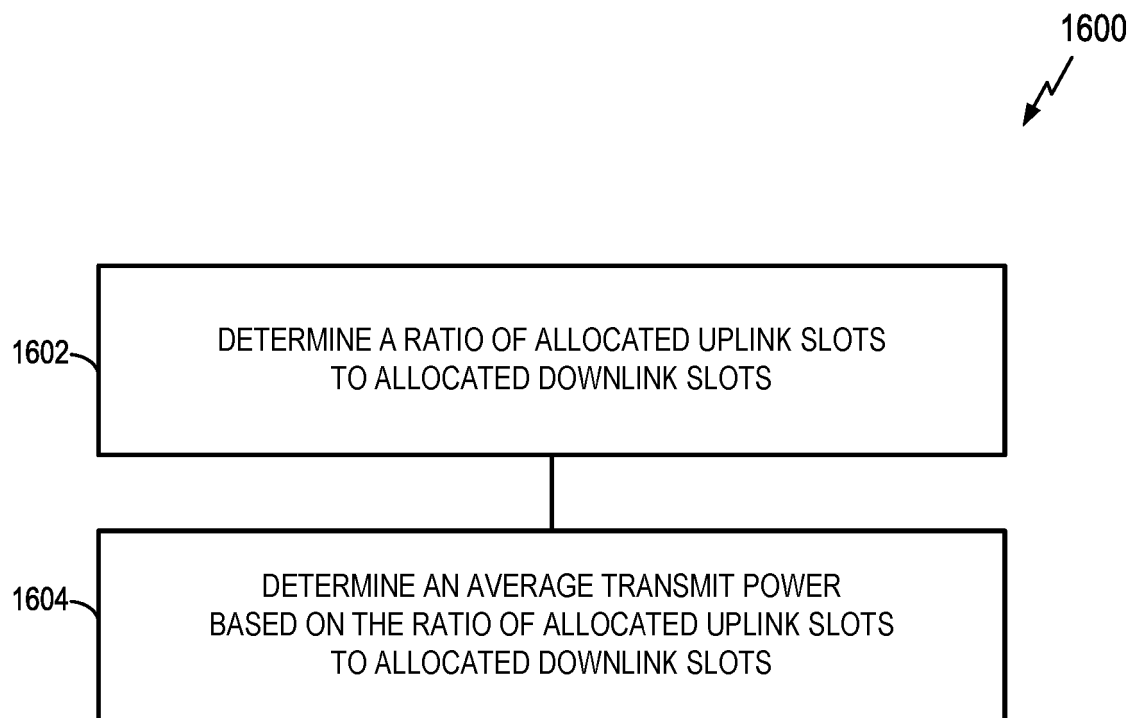 1600
1602
DETERMINE A RATIO OF ALLOCATED UPLINK SLOTS
TO ALLOCATED DOWNLINK SLOTS
1604
DETERMINE AN AVERAGE TRANSMIT POWER
BASED ON THE RATIO OF ALLOCATED UPLINK SLOTS
TO ALLOCATED DOWNLINK SLOTS